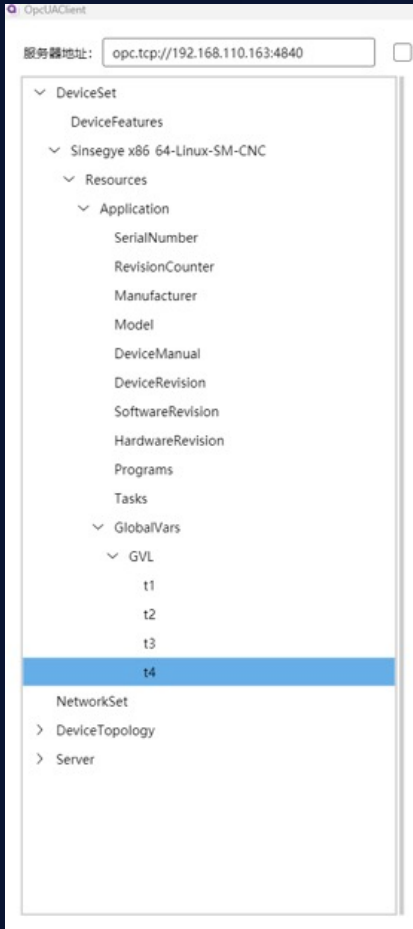 OpcUAClient
服务器地址: opc.tcp://192.168.110.163:4840
DeviceSet
DeviceFeatures
Sinsegye x86 64-Linux-SM-CNC
Resources
Application
SerialNumber
RevisionCounter
Manufacturer
Model
DeviceManual
DeviceRevision
SoftwareRevision
HardwareRevision
Programs
Tasks
GlobalVars
GVL
t1
t2
t3
t4
NetworkSet
DeviceTopology
Server